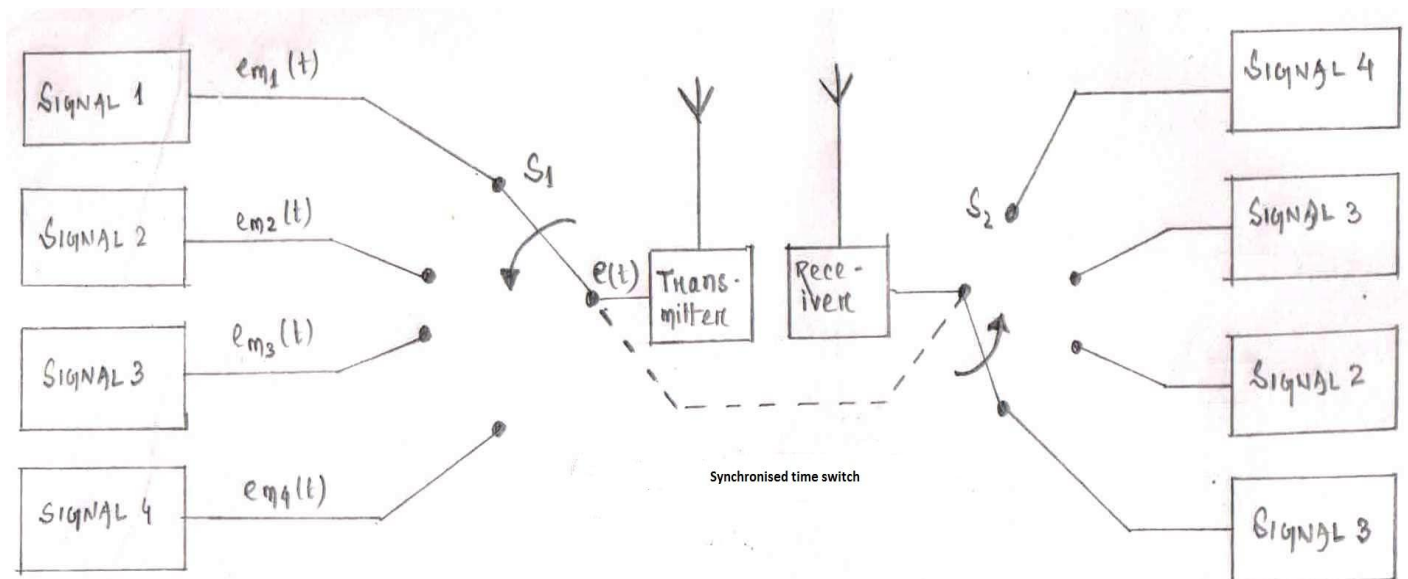 SIGNAL 1
em1(t)
SIGNAL 2
em2(t)
SIGNAL 3
em3(t)
SIGNAL 4
em4(t)
S1
e(t)
Trans-
mitter
Rece-
iver
S2
SIGNAL 4
SIGNAL 3
SIGNAL 2
SIGNAL 3
Synchronised time switch